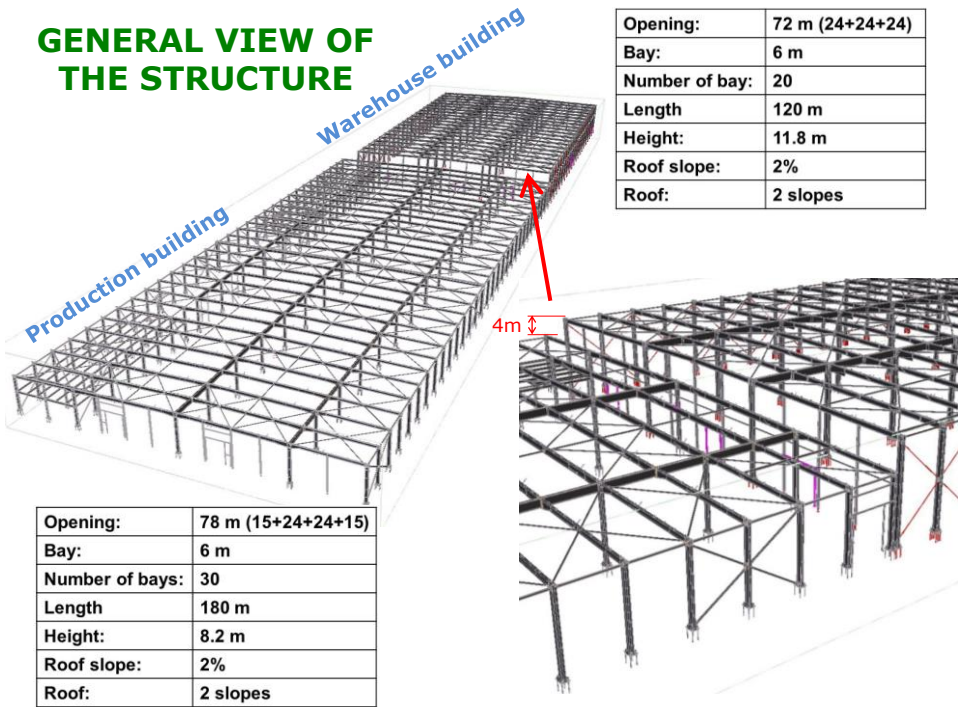 GENERAL VIEW OF
THE STRUCTURE
Warehouse building
Production building
Opening: 72 m (24+24+24)
Bay: 6 m
Number of bay: 20
Length 120 m
Height: 11.8 m
Roof slope: 2%
Roof: 2 slopes
4m
Opening: 78 m (15+24+24+15)
Bay: 6 m
Number of bays: 30
Length 180 m
Height: 8.2 m
Roof slope: 2%
Roof: 2 slopes